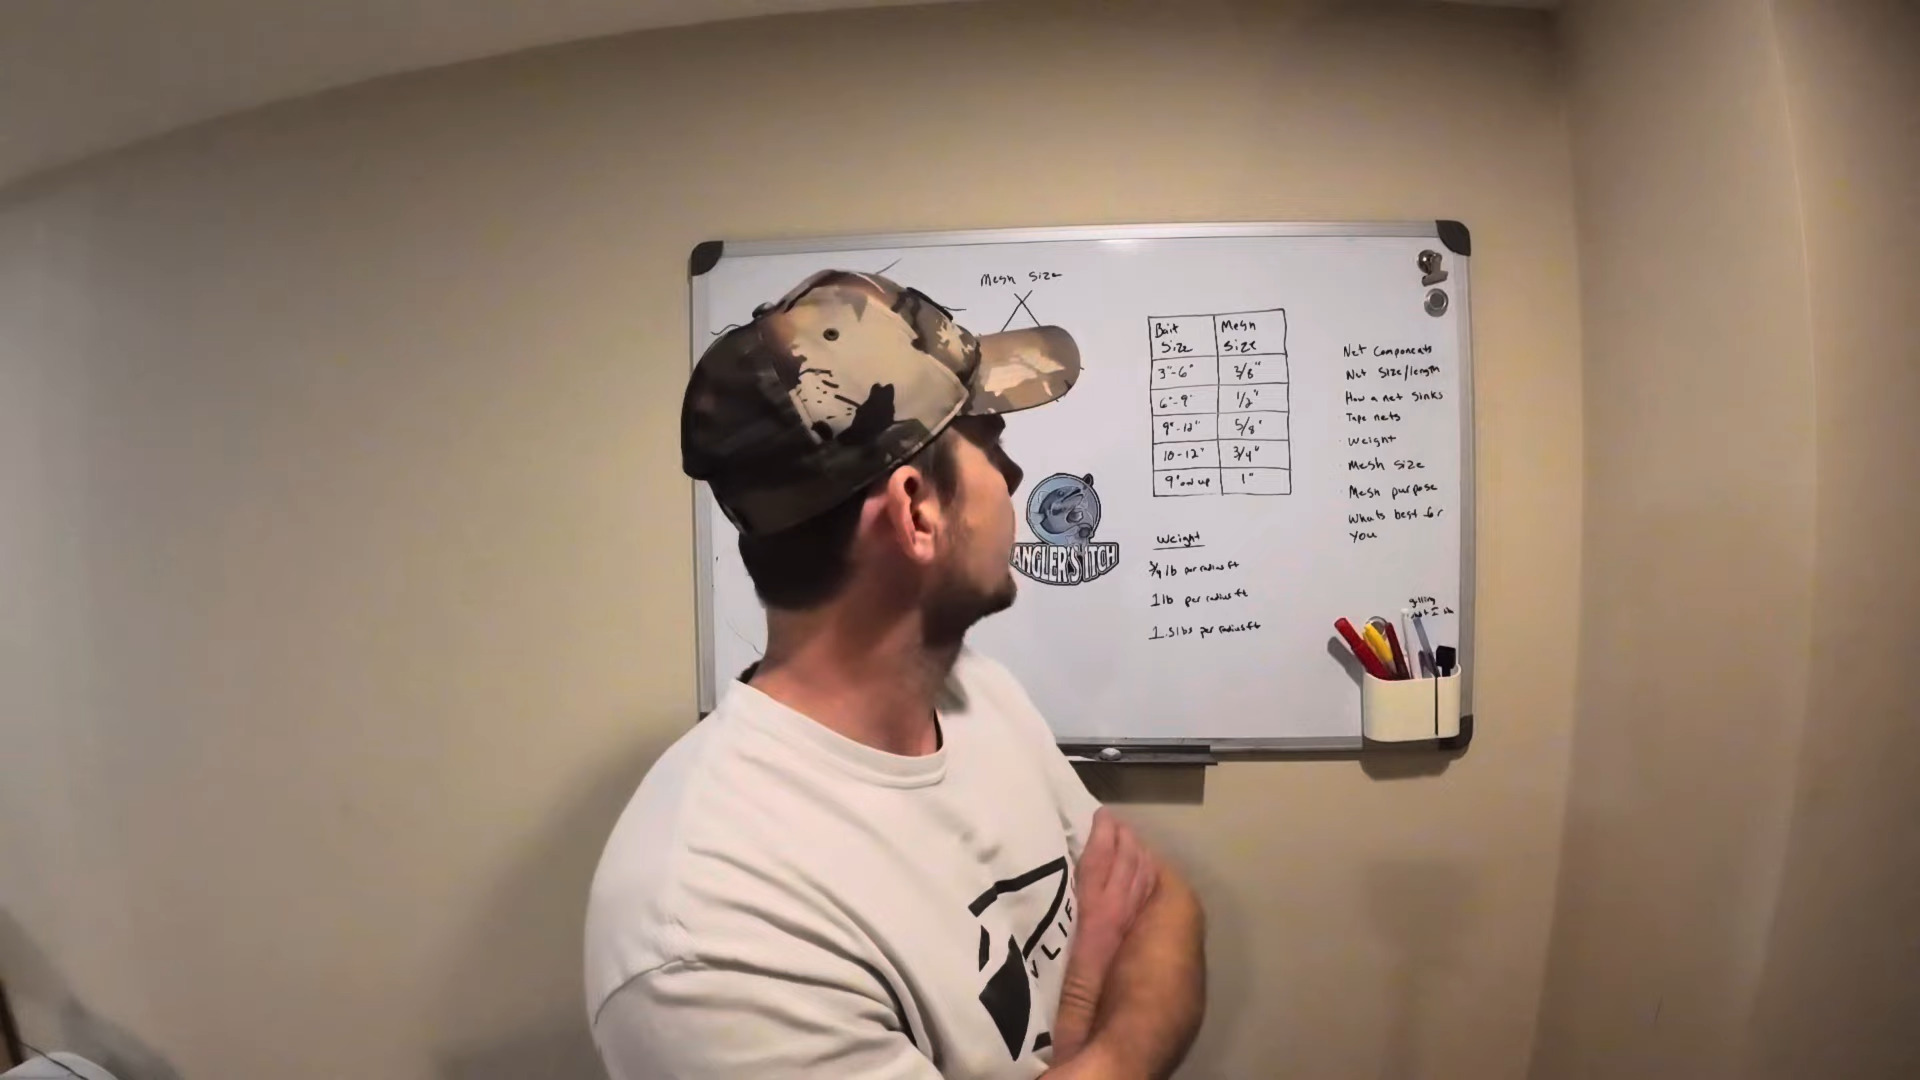 Mesh Size
Bait Size Mesh Size
3"-6" 3/8"
6"-9" 1/2"
9"-12" 5/8"
10-12" 3/4"
9" and up 1"
ANGLER'S ITCH
Weight
3/4 lb per radius ft
1 lb per radius ft
1.5 lbs per radius ft
Net Components
Net Size/length
How a net sinks
Tape nets
Weight
Mesh Size
Mesh purpose
Whats best for
you
VLIF